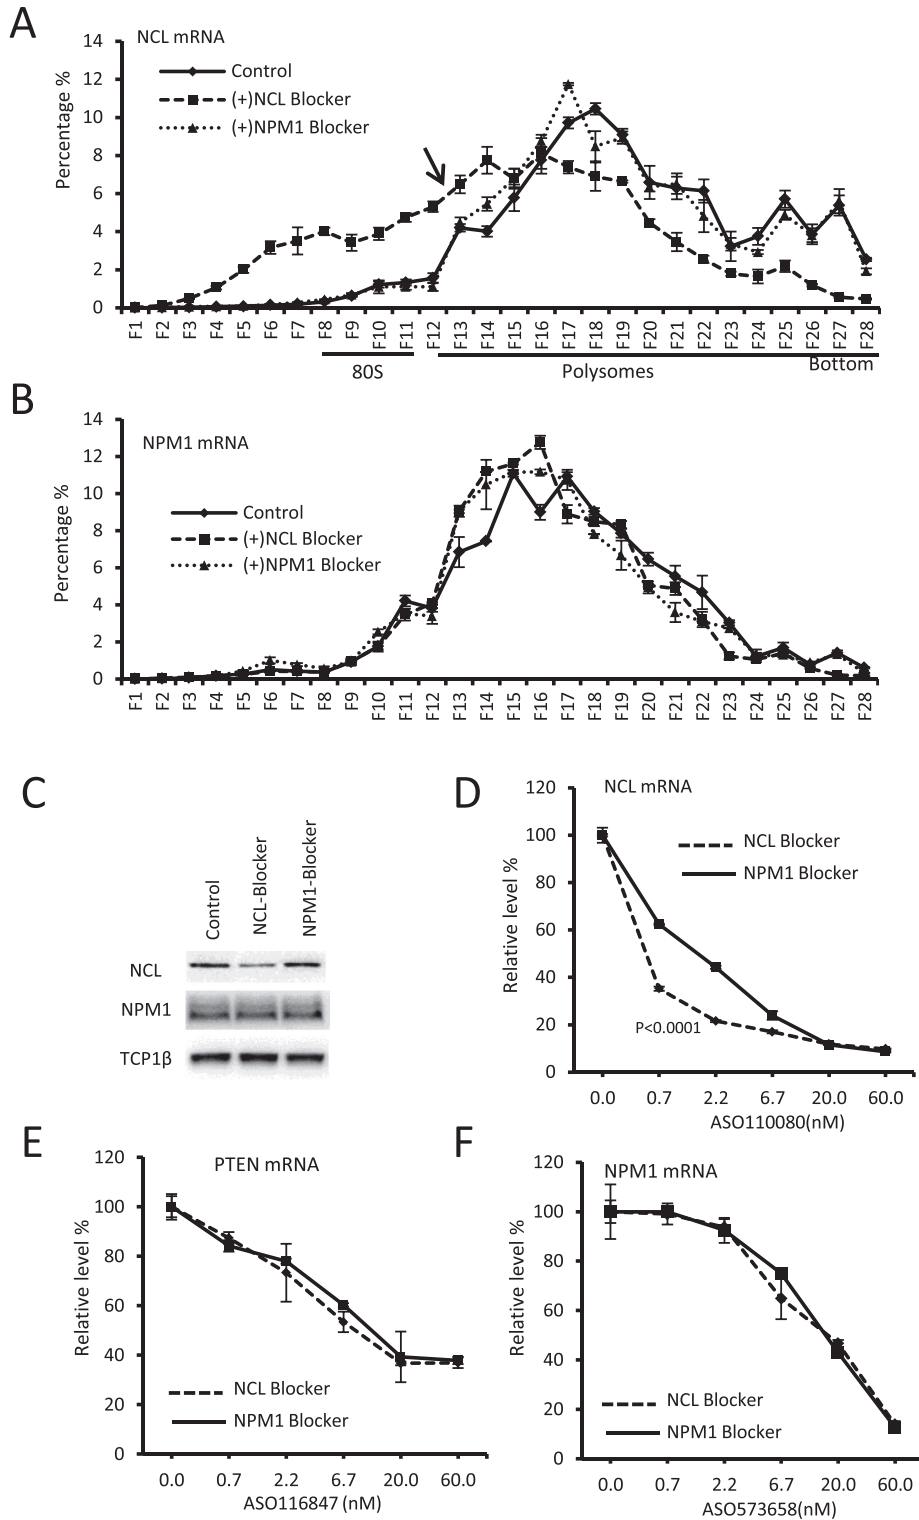 A
NCL mRNA
Control
(+)NCL Blocker
(+)NPM1 Blocker
Percentage %
14
12
10
8
6
4
2
0
F1 F2 F3 F4 F5 F6 F7 F8 F9 F10 F11 F12 F13 F14 F15 F16 F17 F18 F19 F20 F21 F22 F23 F24 F25 F26 F27 F28
80S Polysomes Bottom
B
NPM1 mRNA
Control
(+)NCL Blocker
(+)NPM1 Blocker
Percentage %
14
12
10
8
6
4
2
0
F1 F2 F3 F4 F5 F6 F7 F8 F9 F10 F11 F12 F13 F14 F15 F16 F17 F18 F19 F20 F21 F22 F23 F24 F25 F26 F27 F28
C
Control
NCL-Blocker
NPM1-Blocker
NCL
NPM1
TCP1β
D
NCL mRNA
NCL Blocker
NPM1 Blocker
Relative level %
120
100
80
60
40
20
0
P<0.0001
0.0 0.7 2.2 6.7 20.0 60.0
ASO110080(nM)
E
PTEN mRNA
Relative level %
120
100
80
60
40
20
0
NCL Blocker
NPM1 Blocker
0.0 0.7 2.2 6.7 20.0 60.0
ASO116847 (nM)
F
NPM1 mRNA
Relative level %
120
100
80
60
40
20
0
NCL Blocker
NPM1 Blocker
0.0 0.7 2.2 6.7 20.0 60.0
ASO573658(nM)